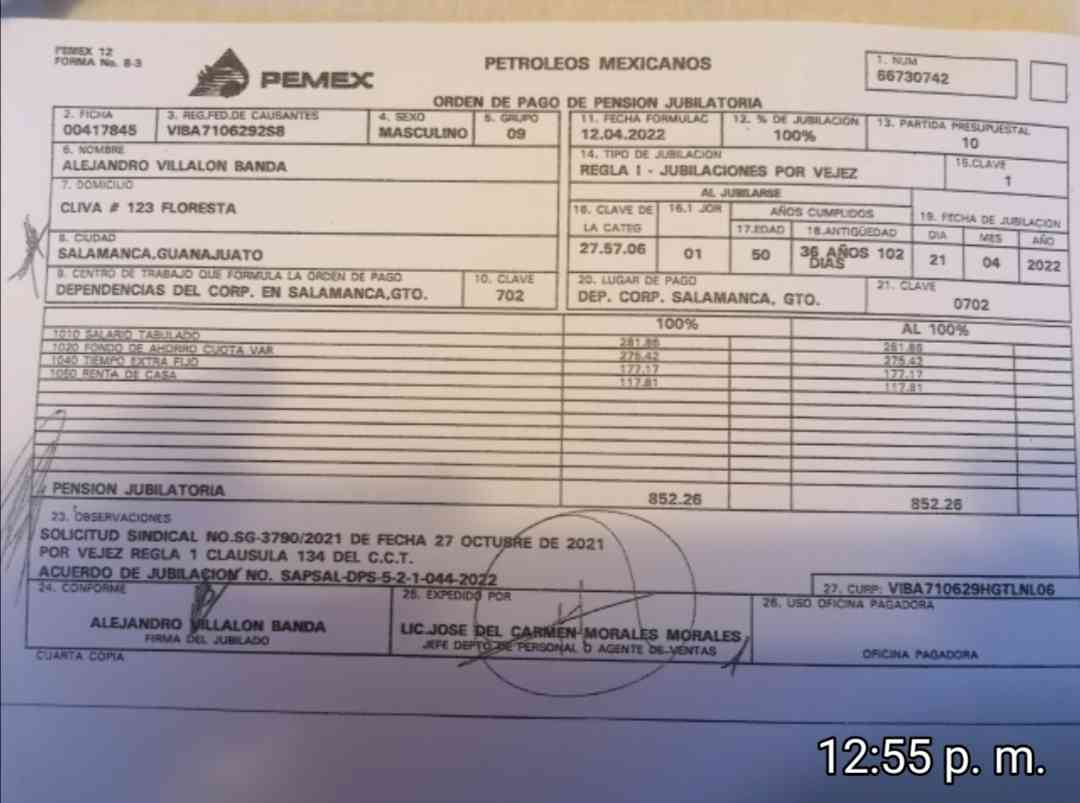 PEMEX 12
FORMA No. 8-3
PEMEX
PETROLEOS MEXICANOS
1. NUM
66730742
ORDEN DE PAGO DE PENSION JUBILATORIA
2. FICHA
00417845
3. REG.FED.DE CAUSANTES
VIBA7106292S8
4. SEXO
MASCULINO
5. GRUPO
09
11. FECHA FORMULAC
12.04.2022
12. % DE JUBILACION
100%
13. PARTIDA PRESUPUESTAL
10
6. NOMBRE
ALEJANDRO VILLALON BANDA
14. TIPO DE JUBILACION
REGLA I - JUBILACIONES POR VEJEZ
15.CLAVE
1
7. DOMICILIO
CLIVA # 123 FLORESTA
AL JUBILARSE
16. CLAVE DE
LA CATEG
27.57.06
16.1 JOR
01
AÑOS CUMPLIDOS
17.EDAD
50
18.ANTIGÜEDAD
36 AÑOS 102
DIAS
19. FECHA DE JUBILACION
DIA
MES
AÑO
21
04
2022
8. CIUDAD
SALAMANCA.GUANAJUATO
9. CENTRO DE TRABAJO QUE FORMULA LA ORDEN DE PAGO
DEPENDENCIAS DEL CORP. EN SALAMANCA,GTO.
10. CLAVE
702
20. LUGAR DE PAGO
DEP. CORP. SALAMANCA, GTO.
21. CLAVE
0702
100%
AL 100%
1010 SALARIO TABULADO
281.86
281.86
1020 FONDO DE AHORRO CUOTA VAR
275.42
275.42
1040 TIEMPO EXTRA FIJO
177.17
177.17
1050 RENTA DE CASA
117.81
117.81
PENSION JUBILATORIA
852.26
852.26
23. OBSERVACIONES
SOLICITUD SINDICAL NO.SG-3790/2021 DE FECHA 27 OCTUBRE DE 2021
POR VEJEZ REGLA 1 CLAUSULA 134 DEL C.C.T.
ACUERDO DE JUBILACION NO. SAPSAL-DPS-5-2-1-044-2022
27. CURP: VIBA710629HGTLNL06
24. CONFORME
ALEJANDRO VILLALON BANDA
FIRMA DEL JUBILADO
25. EXPEDIDO POR
LIC.JOSE DEL CARMEN MORALES MORALES
JEFE DEPTO DE PERSONAL O AGENTE DE VENTAS
26. USO OFICINA PAGADORA
OFICINA PAGADORA
CUARTA COPIA
12:55 p. m.